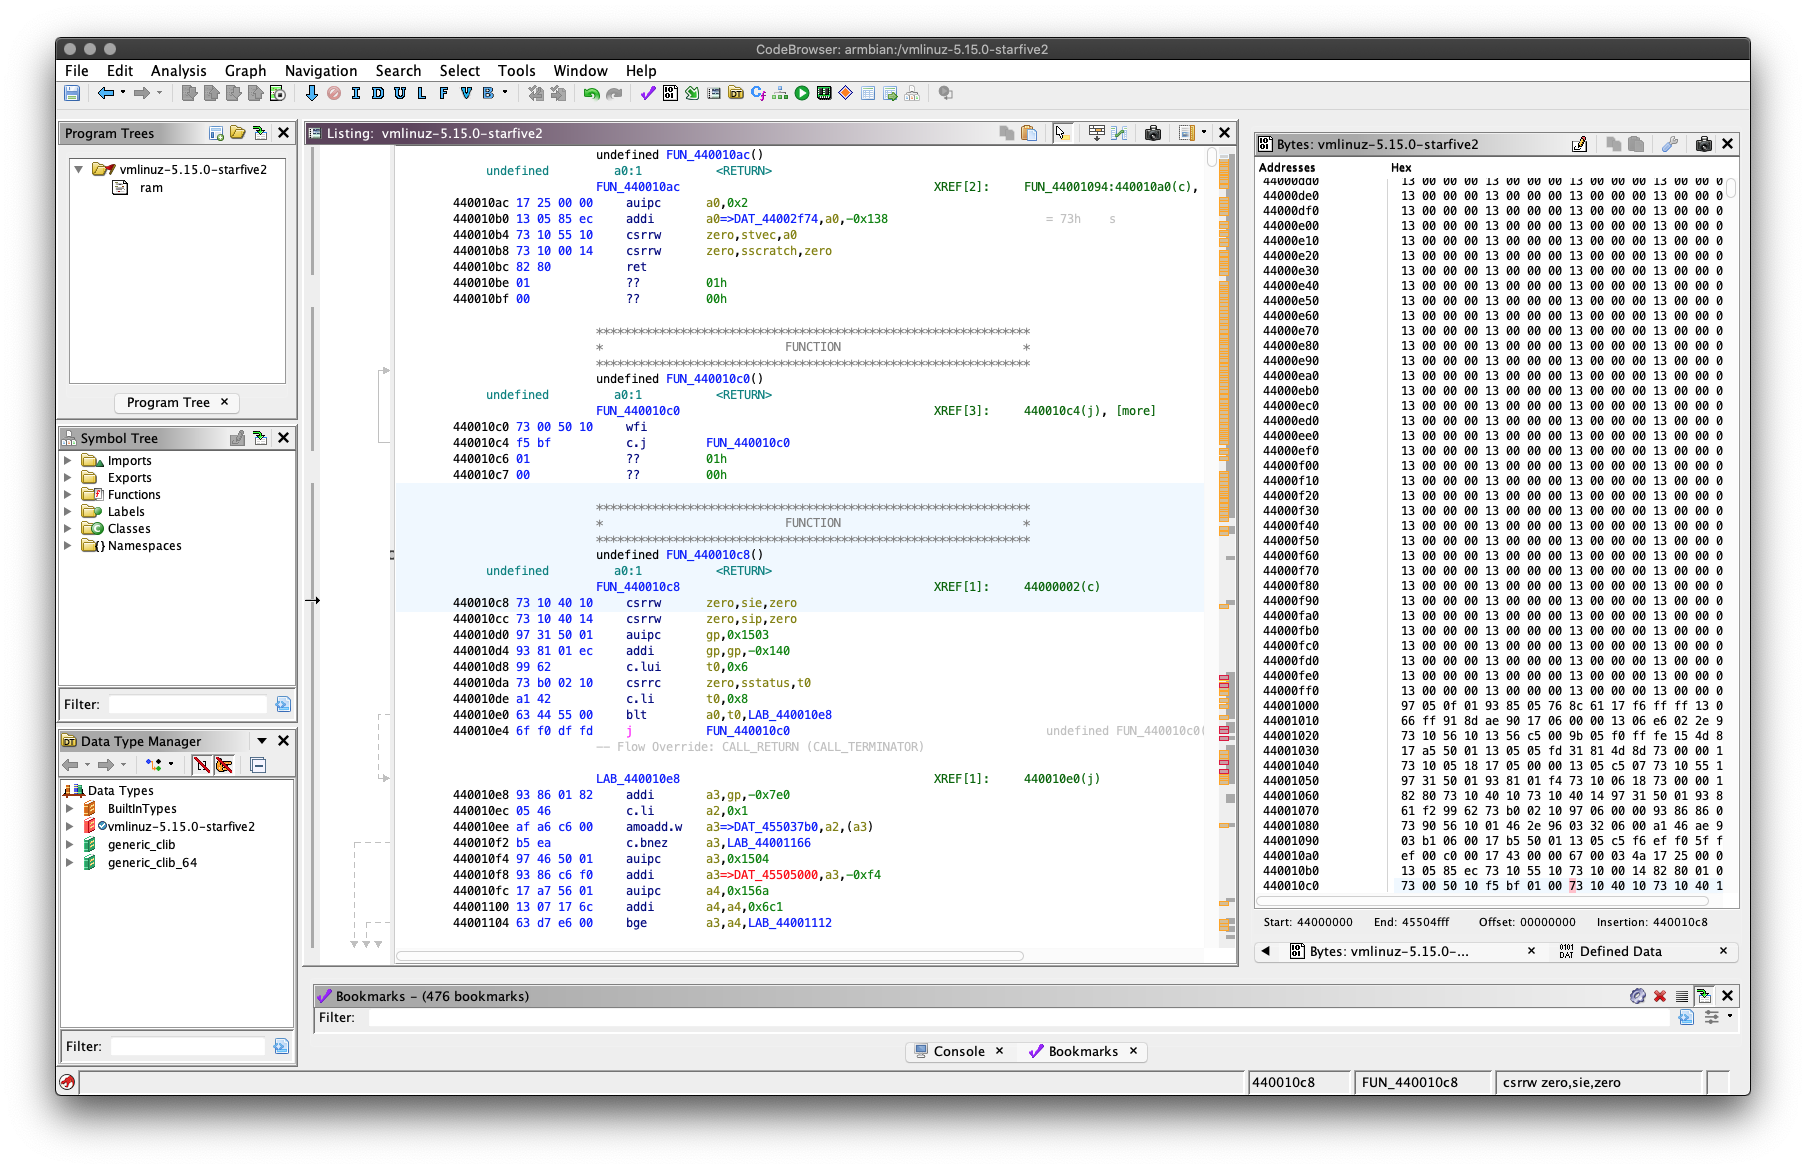 CodeBrowser: armbian:/vmlinuz-5.15.0-starfive2
File Edit Analysis Graph Navigation Search Select Tools Window Help
I D U L F V B
Program Trees
vmlinuz-5.15.0-starfive2
ram
Program Tree
Symbol Tree
Imports
Exports
Functions
Labels
Classes
Namespaces
Filter:
Data Type Manager
Data Types
BuiltInTypes
vmlinuz-5.15.0-starfive2
generic_clib
generic_clib_64
Filter:
Listing: vmlinuz-5.15.0-starfive2
undefined FUN_440010ac()
undefined a0:1 <RETURN>
FUN_440010ac XREF[2]: FUN_44001094:440010a0(c),
440010ac 17 25 00 00 auipc a0,0x2
440010b0 13 05 85 ec addi a0=>DAT_44002f74,a0,-0x138 = 73h s
440010b4 73 10 55 10 csrrw zero,stvec,a0
440010b8 73 10 00 14 csrrw zero,sscratch,zero
440010bc 82 80 ret
440010be 01 ?? 01h
440010bf 00 ?? 00h
**************************************************************
* FUNCTION *
**************************************************************
undefined FUN_440010c0()
undefined a0:1 <RETURN>
FUN_440010c0 XREF[3]: 440010c4(j), [more]
440010c0 73 00 50 10 wfi
440010c4 f5 bf c.j FUN_440010c0
440010c6 01 ?? 01h
440010c7 00 ?? 00h
**************************************************************
* FUNCTION *
**************************************************************
undefined FUN_440010c8()
undefined a0:1 <RETURN>
FUN_440010c8 XREF[1]: 44000002(c)
440010c8 73 10 40 10 csrrw zero,sie,zero
440010cc 73 10 40 14 csrrw zero,sip,zero
440010d0 97 31 50 01 auipc gp,0x1503
440010d4 93 81 01 ec addi gp,gp,-0x140
440010d8 99 62 c.lui t0,0x6
440010da 73 b0 02 10 csrrc zero,sstatus,t0
440010de a1 42 c.li t0,0x8
440010e0 63 44 55 00 blt a0,t0,LAB_440010e8
440010e4 6f f0 df fd j FUN_440010c0 undefined FUN_440010c0(
-- Flow Override: CALL_RETURN (CALL_TERMINATOR)
LAB_440010e8 XREF[1]: 440010e0(j)
440010e8 93 86 01 82 addi a3,gp,-0x7e0
440010ec 05 46 c.li a2,0x1
440010ee af a6 c6 00 amoadd.w a3=>DAT_455037b0,a2,(a3)
440010f2 b5 ea c.bnez a3,LAB_44001166
440010f4 97 46 50 01 auipc a3,0x1504
440010f8 93 86 c6 f0 addi a3=>DAT_45505000,a3,-0xf4
440010fc 17 a7 56 01 auipc a4,0x156a
44001100 13 07 17 6c addi a4,a4,0x6c1
44001104 63 d7 e6 00 bge a3,a4,LAB_44001112
Bytes: vmlinuz-5.15.0-starfive2
Addresses Hex
44000dd0 13 00 00 00 13 00 00 00 13 00 00 00 13 00 00 0
44000de0 13 00 00 00 13 00 00 00 13 00 00 00 13 00 00 0
44000df0 13 00 00 00 13 00 00 00 13 00 00 00 13 00 00 0
44000e00 13 00 00 00 13 00 00 00 13 00 00 00 13 00 00 0
44000e10 13 00 00 00 13 00 00 00 13 00 00 00 13 00 00 0
44000e20 13 00 00 00 13 00 00 00 13 00 00 00 13 00 00 0
44000e30 13 00 00 00 13 00 00 00 13 00 00 00 13 00 00 0
44000e40 13 00 00 00 13 00 00 00 13 00 00 00 13 00 00 0
44000e50 13 00 00 00 13 00 00 00 13 00 00 00 13 00 00 0
44000e60 13 00 00 00 13 00 00 00 13 00 00 00 13 00 00 0
44000e70 13 00 00 00 13 00 00 00 13 00 00 00 13 00 00 0
44000e80 13 00 00 00 13 00 00 00 13 00 00 00 13 00 00 0
44000e90 13 00 00 00 13 00 00 00 13 00 00 00 13 00 00 0
44000ea0 13 00 00 00 13 00 00 00 13 00 00 00 13 00 00 0
44000eb0 13 00 00 00 13 00 00 00 13 00 00 00 13 00 00 0
44000ec0 13 00 00 00 13 00 00 00 13 00 00 00 13 00 00 0
44000ed0 13 00 00 00 13 00 00 00 13 00 00 00 13 00 00 0
44000ee0 13 00 00 00 13 00 00 00 13 00 00 00 13 00 00 0
44000ef0 13 00 00 00 13 00 00 00 13 00 00 00 13 00 00 0
44000f00 13 00 00 00 13 00 00 00 13 00 00 00 13 00 00 0
44000f10 13 00 00 00 13 00 00 00 13 00 00 00 13 00 00 0
44000f20 13 00 00 00 13 00 00 00 13 00 00 00 13 00 00 0
44000f30 13 00 00 00 13 00 00 00 13 00 00 00 13 00 00 0
44000f40 13 00 00 00 13 00 00 00 13 00 00 00 13 00 00 0
44000f50 13 00 00 00 13 00 00 00 13 00 00 00 13 00 00 0
44000f60 13 00 00 00 13 00 00 00 13 00 00 00 13 00 00 0
44000f70 13 00 00 00 13 00 00 00 13 00 00 00 13 00 00 0
44000f80 13 00 00 00 13 00 00 00 13 00 00 00 13 00 00 0
44000f90 13 00 00 00 13 00 00 00 13 00 00 00 13 00 00 0
44000fa0 13 00 00 00 13 00 00 00 13 00 00 00 13 00 00 0
44000fb0 13 00 00 00 13 00 00 00 13 00 00 00 13 00 00 0
44000fc0 13 00 00 00 13 00 00 00 13 00 00 00 13 00 00 0
44000fd0 13 00 00 00 13 00 00 00 13 00 00 00 13 00 00 0
44000fe0 13 00 00 00 13 00 00 00 13 00 00 00 13 00 00 0
44000ff0 13 00 00 00 13 00 00 00 13 00 00 00 13 00 00 0
44001000 97 05 0f 01 93 85 05 76 8c 61 17 f6 ff ff 13 0
44001010 66 ff 91 8d ae 90 17 06 00 00 13 06 e6 02 2e 9
44001020 73 10 56 10 13 56 c5 00 9b 05 f0 ff fe 15 4d 8
44001030 17 a5 50 01 13 05 05 fd 31 81 4d 8d 73 00 00 1
44001040 73 10 05 18 17 05 00 00 13 05 c5 07 73 10 55 1
44001050 97 31 50 01 93 81 01 f4 73 10 06 18 73 00 00 1
44001060 82 80 73 10 40 10 73 10 40 14 97 31 50 01 93 8
44001070 61 f2 99 62 73 b0 02 10 97 06 00 00 93 86 86 0
44001080 73 90 56 10 01 46 2e 96 03 32 06 00 a1 46 ae 9
44001090 03 b1 06 00 17 b5 50 01 13 05 c5 f6 ef f0 5f f
440010a0 ef 00 c0 00 17 43 00 00 67 00 03 4a 17 25 00 0
440010b0 13 05 85 ec 73 10 55 10 73 10 00 14 82 80 01 0
440010c0 73 00 50 10 f5 bf 01 00 73 10 40 10 73 10 40 1
Start: 44000000 End: 45504fff Offset: 00000000 Insertion: 440010c8
Bytes: vmlinuz-5.15.0-... Defined Data
Bookmarks - (476 bookmarks)
Filter:
Console Bookmarks
440010c8 FUN_440010c8 csrrw zero,sie,zero